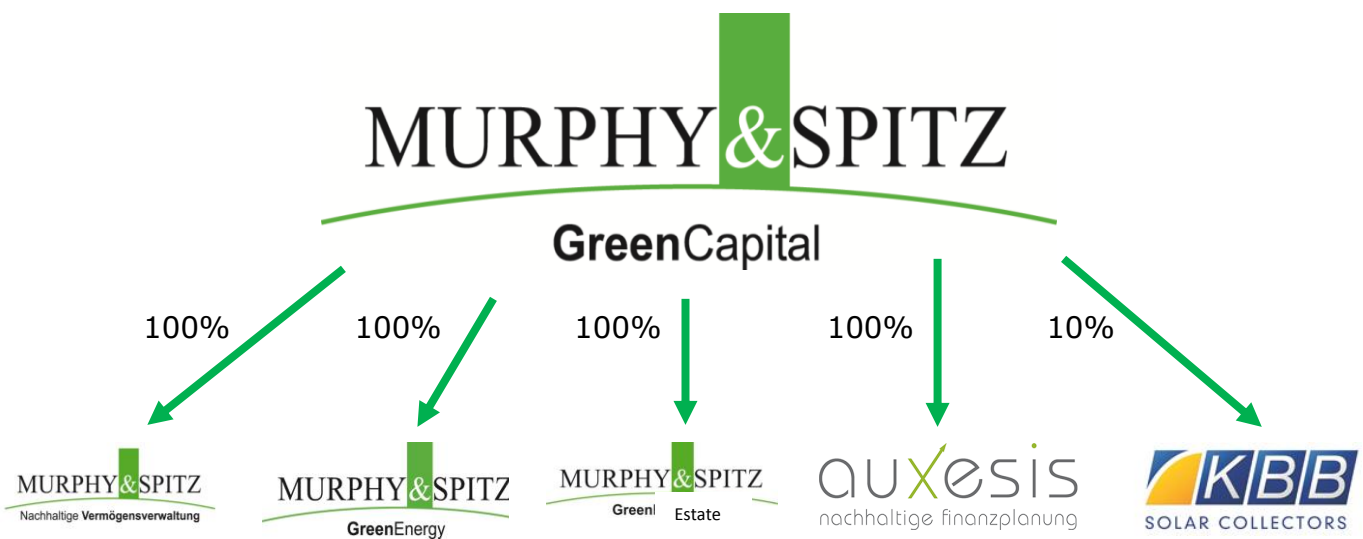 MURPHY&SPITZ
GreenCapital
100% 100% 100% 100% 10%
MURPHY&SPITZ
Nachhaltige Vermögensverwaltung
MURPHY&SPITZ
GreenEnergy
MURPHY&SPITZ
Green Estate
auxesis
nachhaltige finanzplanung
KBB
SOLAR COLLECTORS